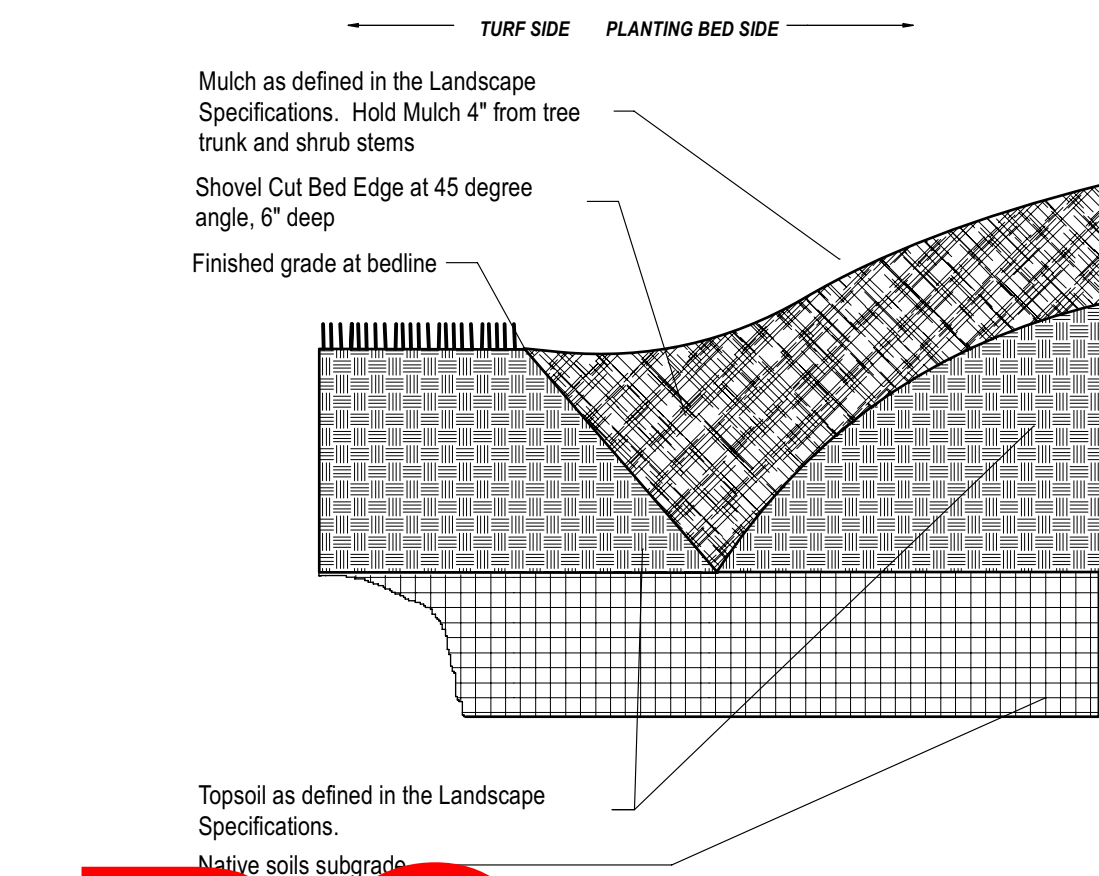 TURF SIDE PLANTING BED SIDE
Mulch as defined in the Landscape
Specifications. Hold Mulch 4" from tree
trunk and shrub stems
Shovel Cut Bed Edge at 45 degree
angle, 6" deep
Finished grade at bedline
Topsoil as defined in the Landscape
Specifications.
Native soils subgrade